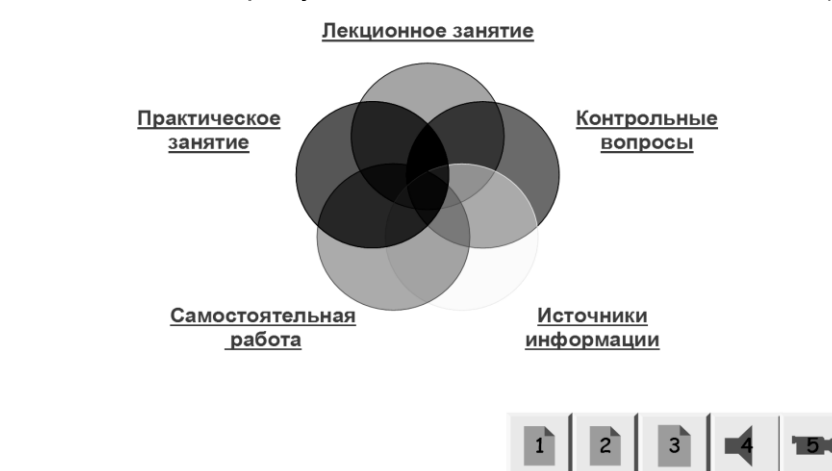 Лекционное занятие
Практическое
занятие
Контрольные
вопросы
Самостоятельная
работа
Источники
информации
1 2 3 4 5